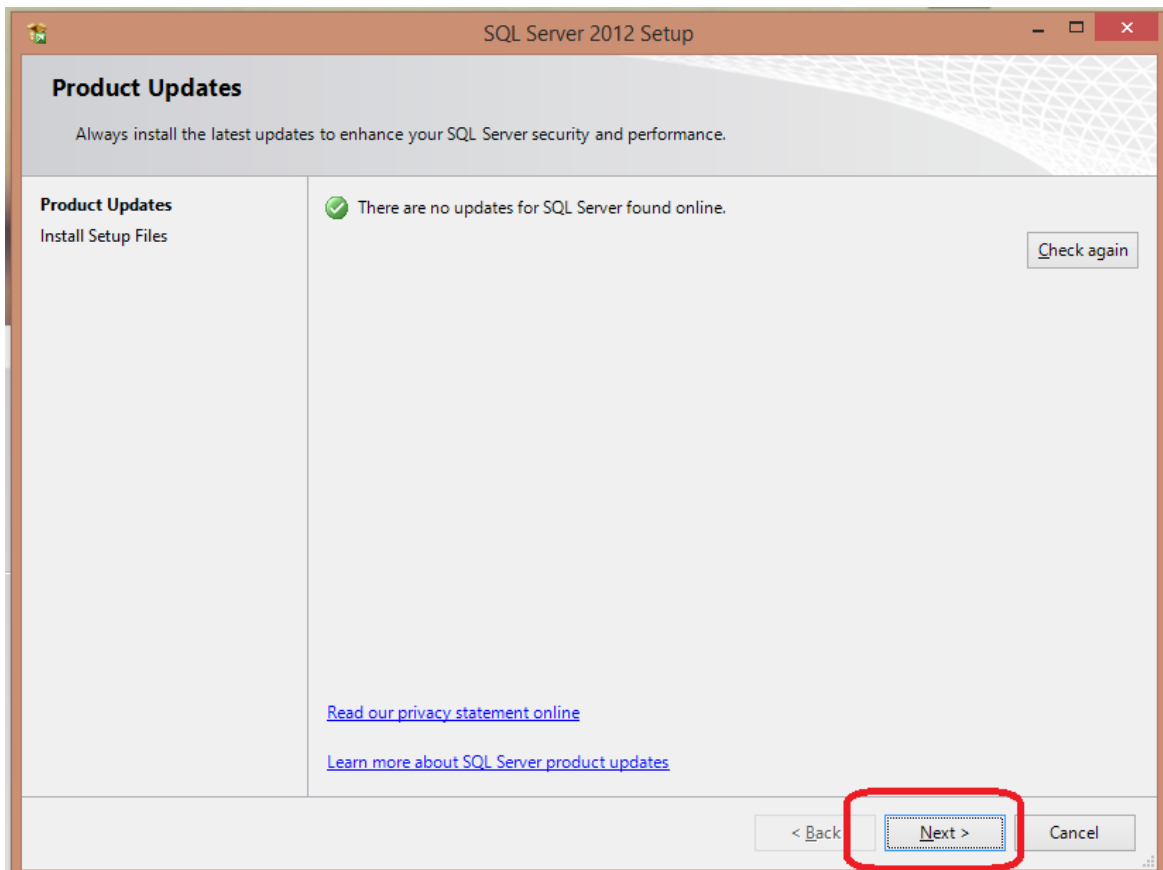 SQL Server 2012 Setup
Product Updates
Always install the latest updates to enhance your SQL Server security and performance.
Product Updates
Install Setup Files
There are no updates for SQL Server found online.
Check again
Read our privacy statement online
Learn more about SQL Server product updates
< Back
Next >
Cancel